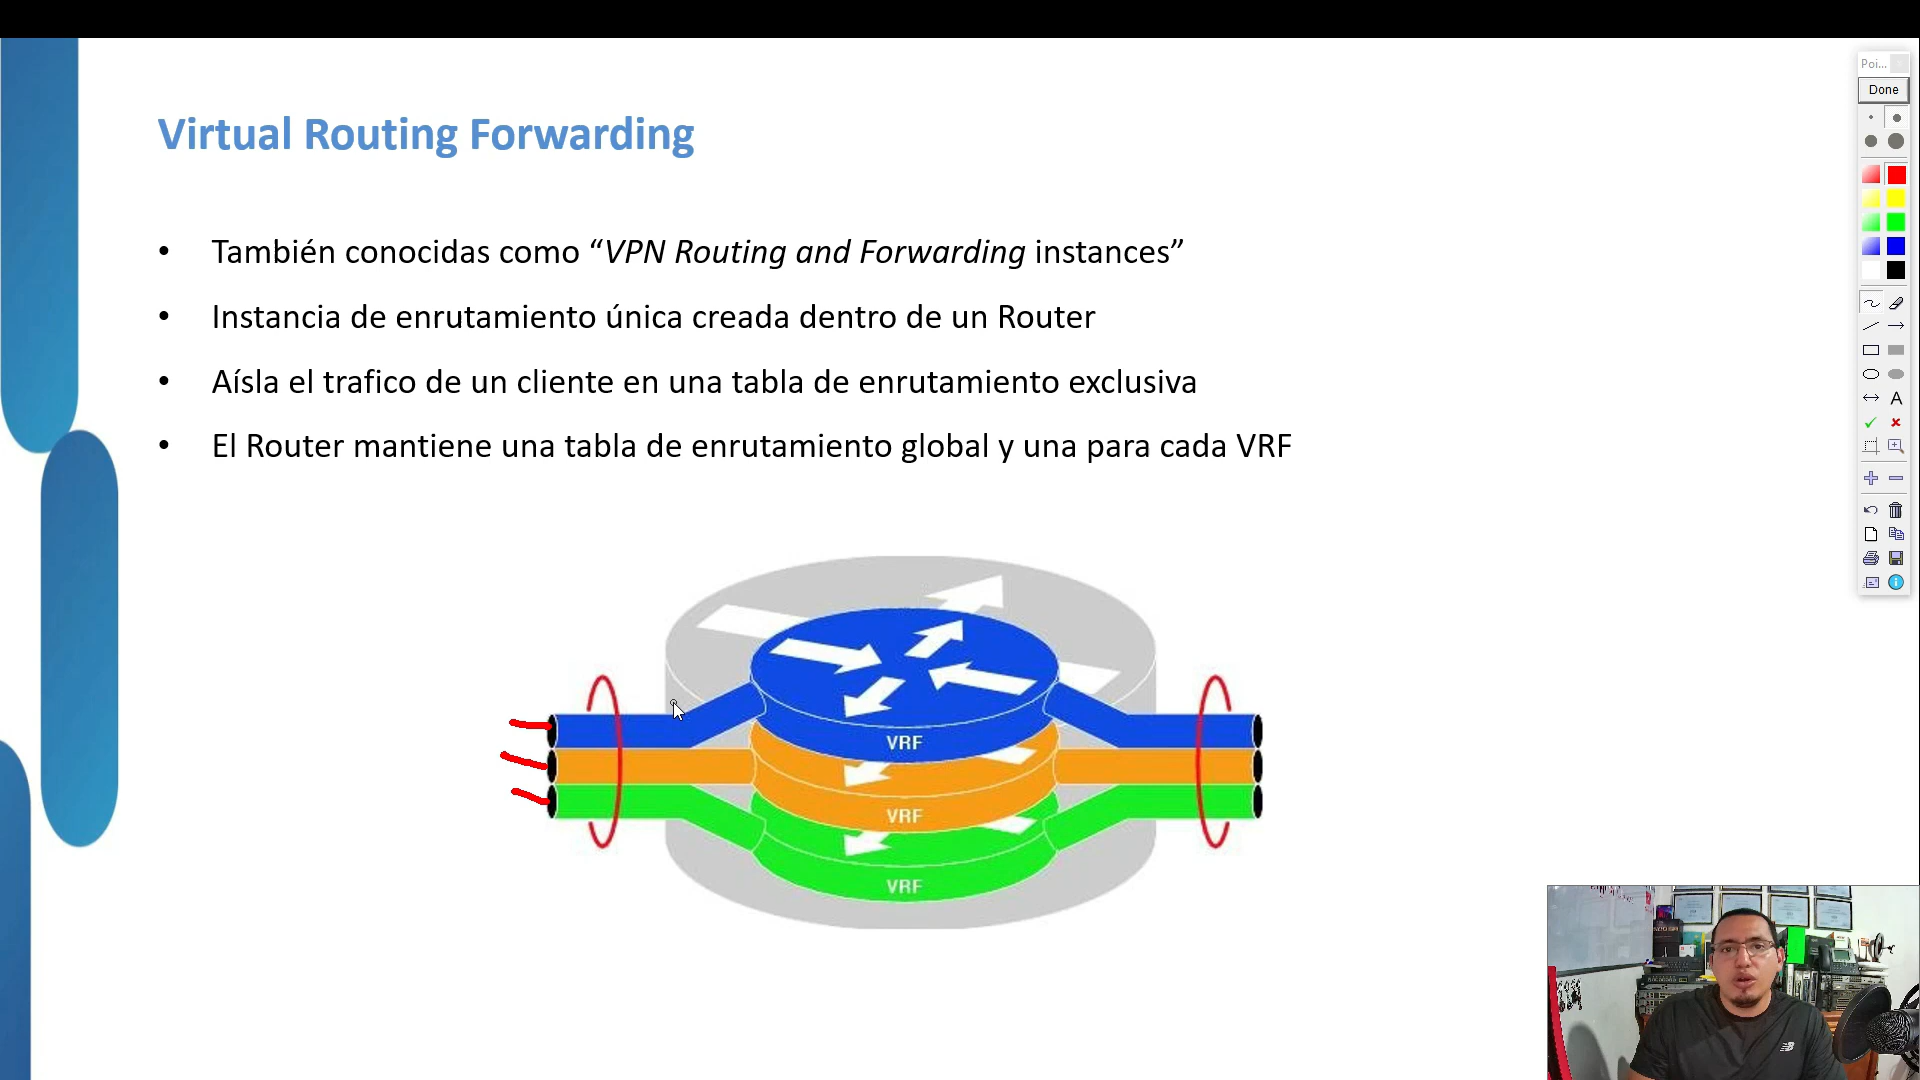 Virtual Routing Forwarding
• También conocidas como “VPN Routing and Forwarding instances”
• Instancia de enrutamiento única creada dentro de un Router
• Aísla el trafico de un cliente en una tabla de enrutamiento exclusiva
• El Router mantiene una tabla de enrutamiento global y una para cada VRF
VRF
VRF
VRF
Poi...
Done
A